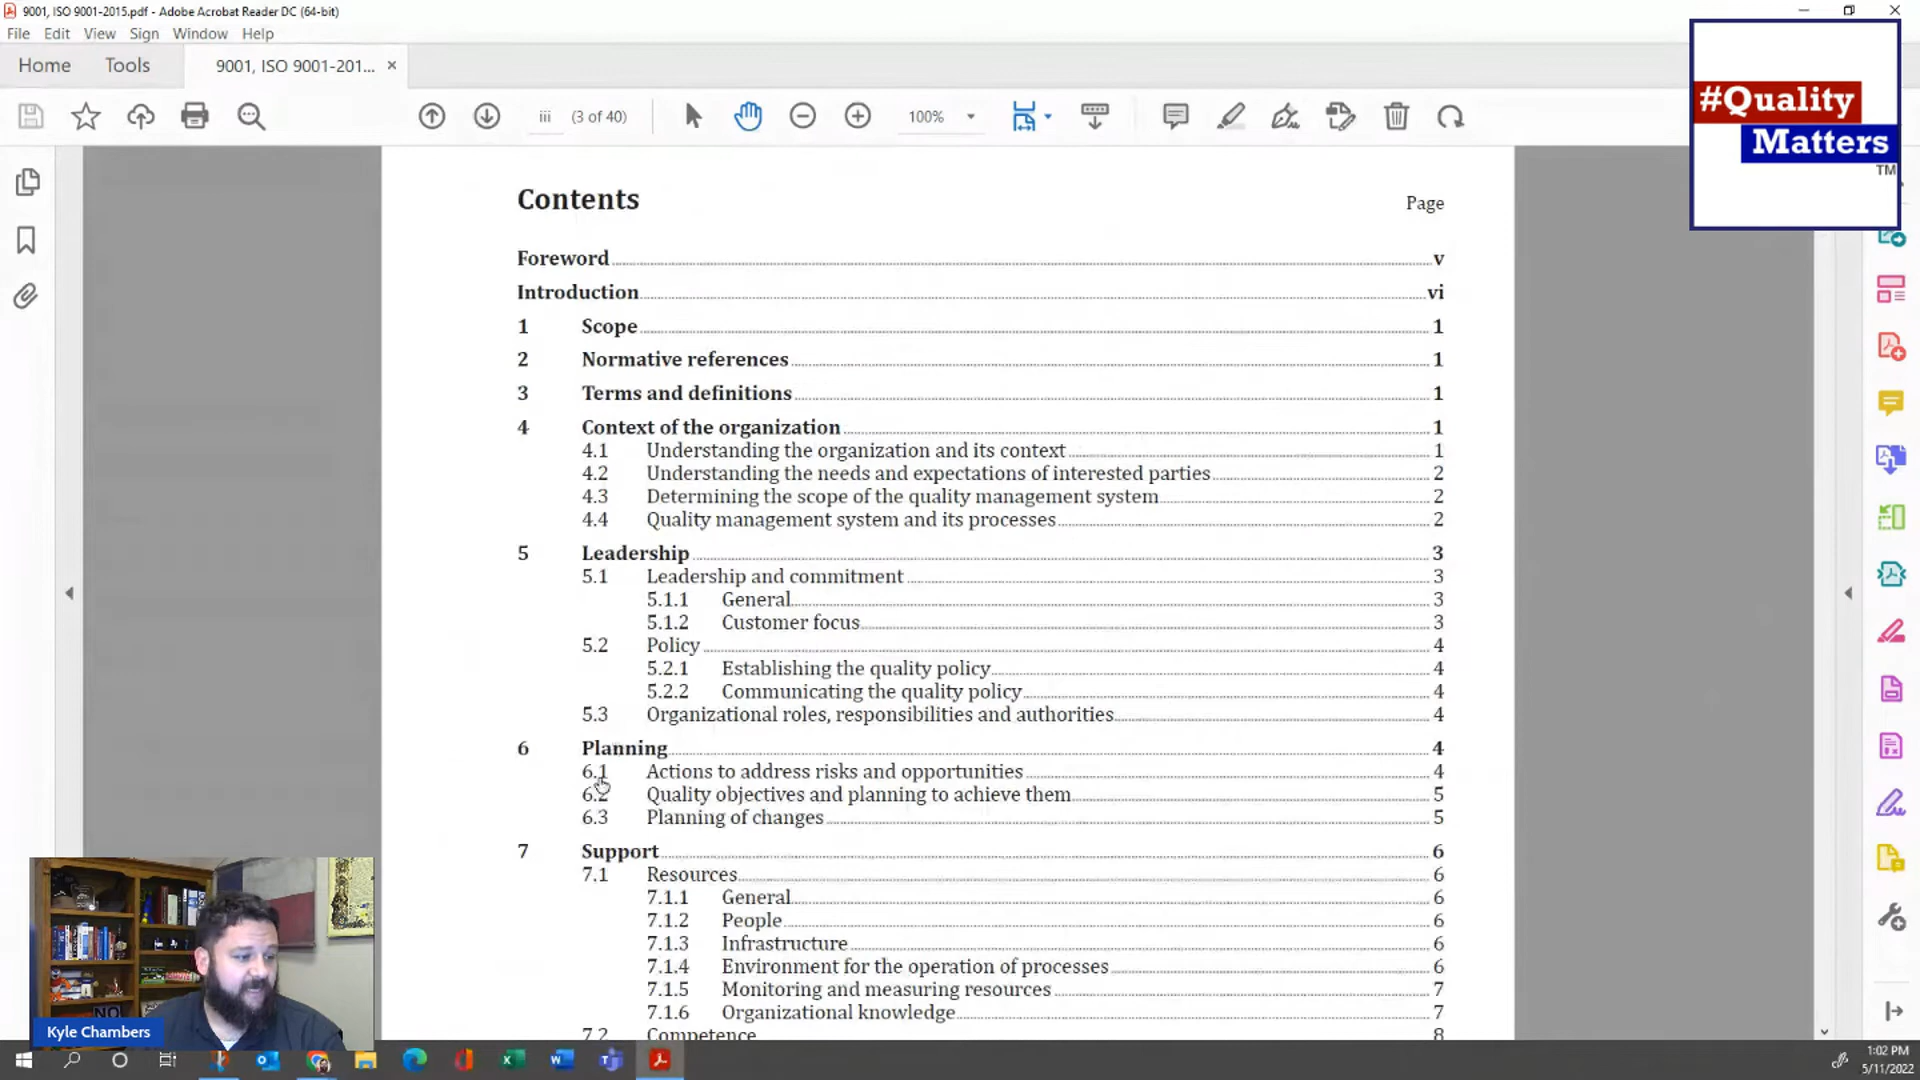 9001, ISO 9001-2015.pdf - Adobe Acrobat Reader DC (64-bit)
File Edit View Sign Window Help
Home Tools 9001, ISO 9001-201... ×
iii (3 of 40) 100%
#Quality
Matters
TM
Contents Page
Foreword v
Introduction vi
1 Scope 1
2 Normative references 1
3 Terms and definitions 1
4 Context of the organization 1
4.1 Understanding the organization and its context 1
4.2 Understanding the needs and expectations of interested parties 2
4.3 Determining the scope of the quality management system 2
4.4 Quality management system and its processes 2
5 Leadership 3
5.1 Leadership and commitment 3
5.1.1 General 3
5.1.2 Customer focus 3
5.2 Policy 4
5.2.1 Establishing the quality policy 4
5.2.2 Communicating the quality policy 4
5.3 Organizational roles, responsibilities and authorities 4
6 Planning 4
6.1 Actions to address risks and opportunities 4
6.2 Quality objectives and planning to achieve them 5
6.3 Planning of changes 5
7 Support 6
7.1 Resources 6
7.1.1 General 6
7.1.2 People 6
7.1.3 Infrastructure 6
7.1.4 Environment for the operation of processes 6
7.1.5 Monitoring and measuring resources 7
7.1.6 Organizational knowledge 7
7.2 Competence 8
NO
Kyle Chambers
1:02 PM
5/11/2022